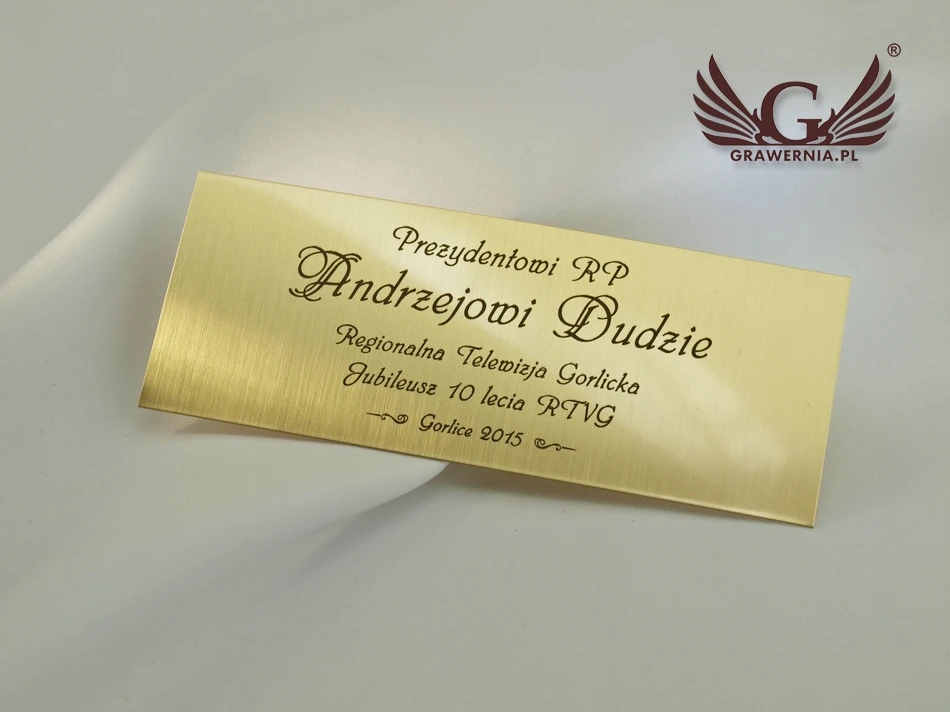 G
®
GRAWERNIA.PL
Prezydentowi RP
Andrzejowi Dudzie
Regionalna Telewizja Gorlicka
Jubileusz 10 lecia RTVG
Gorlice 2015